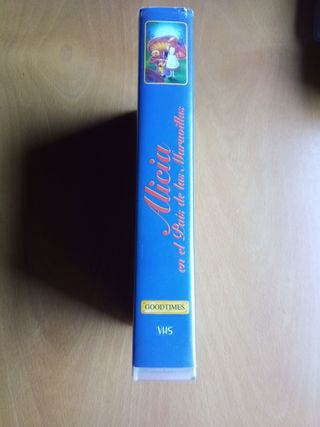 Alicia
en el País de las Maravillas
GOODTIMES
VHS